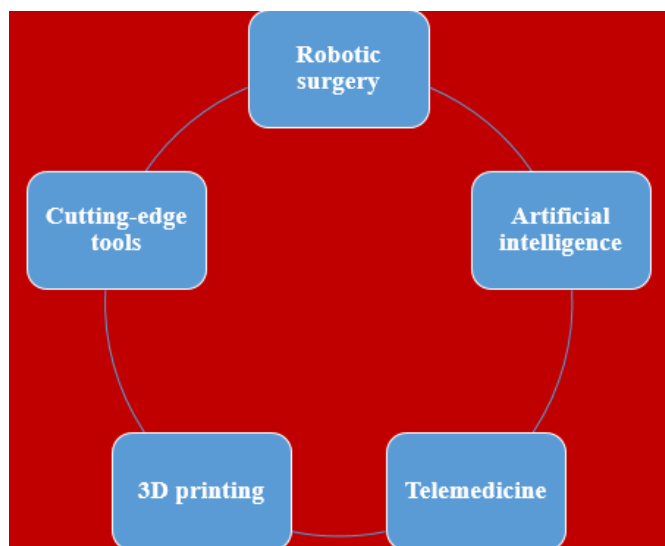 Robotic
surgery
Artificial
intelligence
Telemedicine
3D printing
Cutting-edge
tools